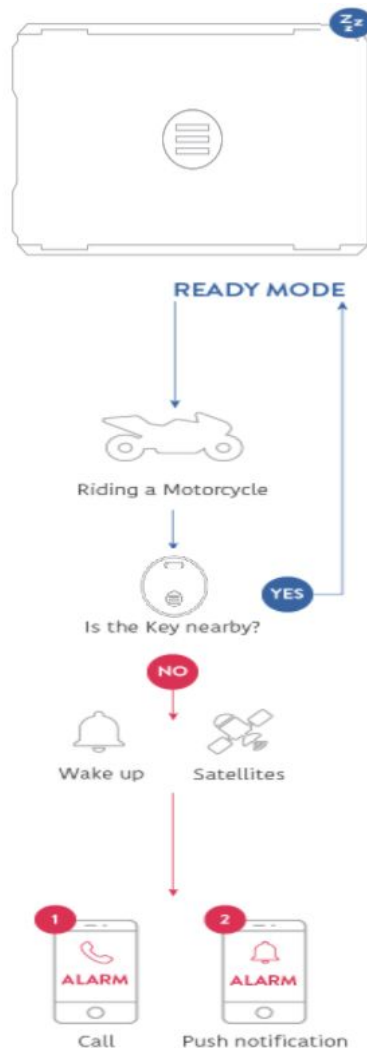 Zzz
READY MODE
Riding a Motorcycle
YES
Is the Key nearby?
NO
Wake up Satellites
1 2
ALARM ALARM
Call Push notification